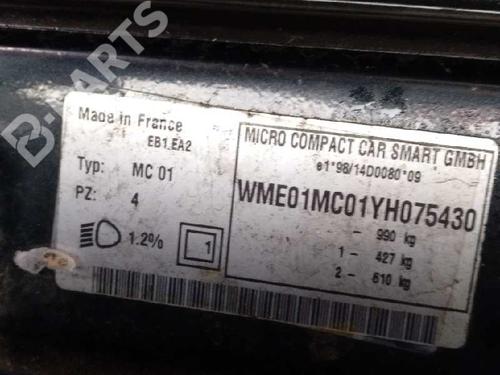 B-PARTS
Made in France
EB1.EA2
Typ: MC 01
PZ: 4
1.2% 1
MICRO COMPACT CAR SMART GMBH
e1*98/14D0080*09
WME01MC01YH075430
- 990 kg
1 - 427 kg
2 - 610 kg